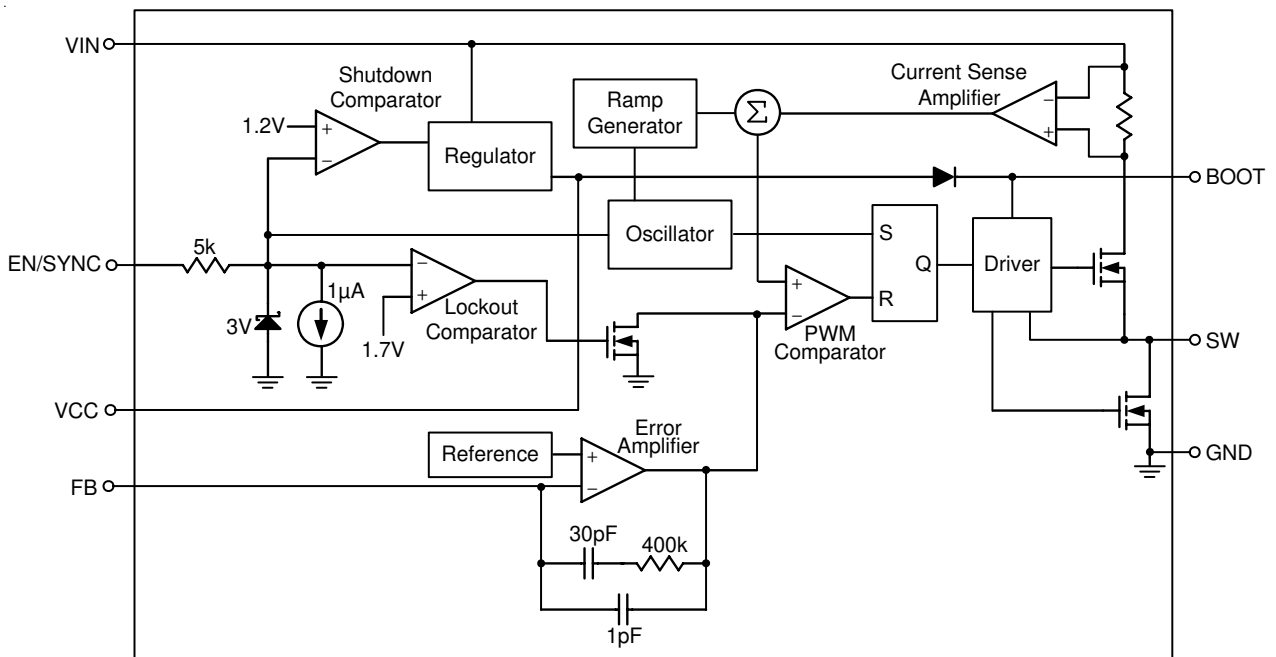 VIN
Shutdown
Comparator
1.2V
+
−
Regulator
Ramp
Generator
Σ
Current Sense
Amplifier
−
+
BOOT
Oscillator
S
Q
R
Driver
EN/SYNC
5k
3V
1µA
−
+
1.7V
Lockout
Comparator
+
−
PWM
Comparator
SW
VCC
Reference
Error
Amplifier
+
−
GND
FB
30pF
400k
1pF